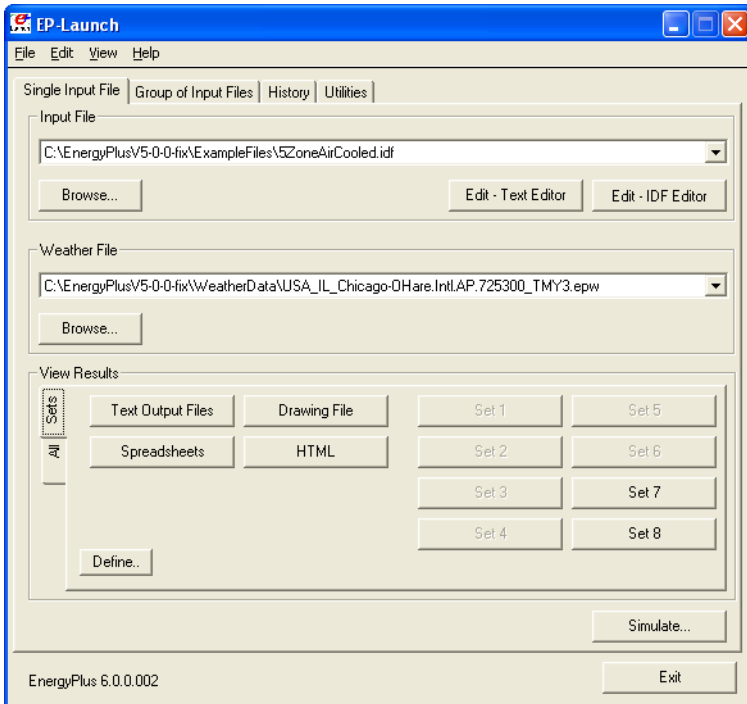 EP-Launch
File Edit View Help
Single Input File Group of Input Files History Utilities
Input File
C:\EnergyPlusV5-0-0-fix\ExampleFiles\5ZoneAirCooled.idf
Browse... Edit - Text Editor Edit - IDF Editor
Weather File
C:\EnergyPlusV5-0-0-fix\WeatherData\USA_IL_Chicago-OHare.Intl.AP.725300_TMY3.epw
Browse...
View Results
Sets Text Output Files Drawing File Set 1 Set 5
All Spreadsheets HTML Set 2 Set 6
Set 3 Set 7
Set 4 Set 8
Define..
Simulate...
EnergyPlus 6.0.0.002 Exit